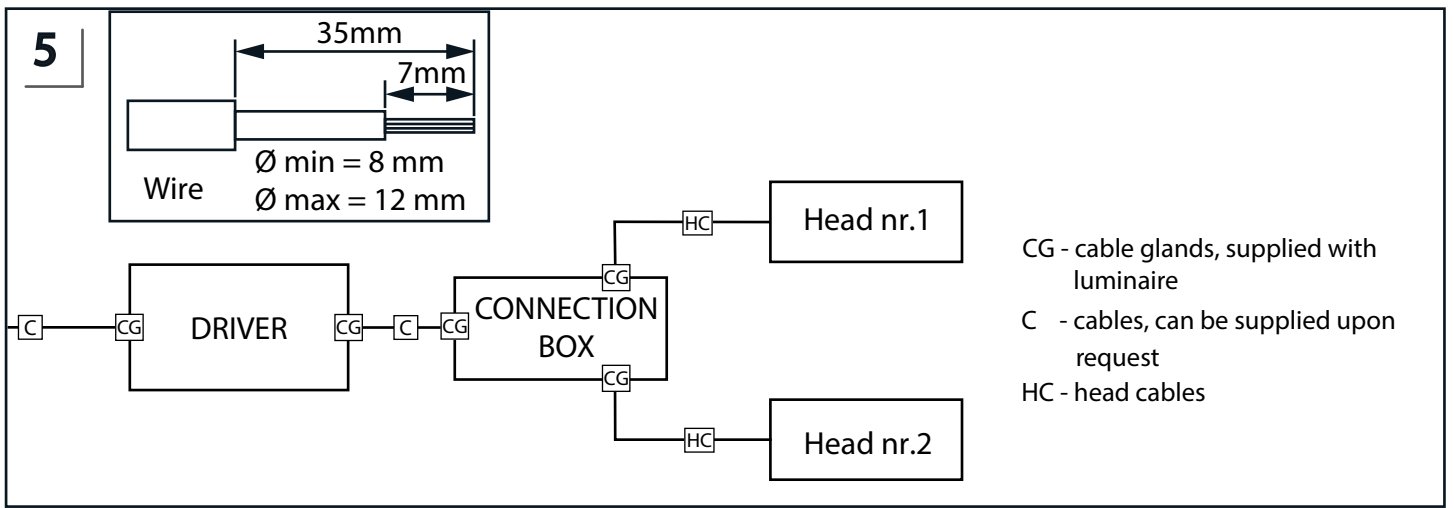 5
35mm
7mm
Ø min = 8 mm
Wire
Ø max = 12 mm
HC
Head nr.1
CG - cable glands, supplied with
luminaire
CG
C
CG
DRIVER
CG
C
CG
CONNECTION
BOX
C - cables, can be supplied upon
request
CG
HC - head cables
HC
Head nr.2